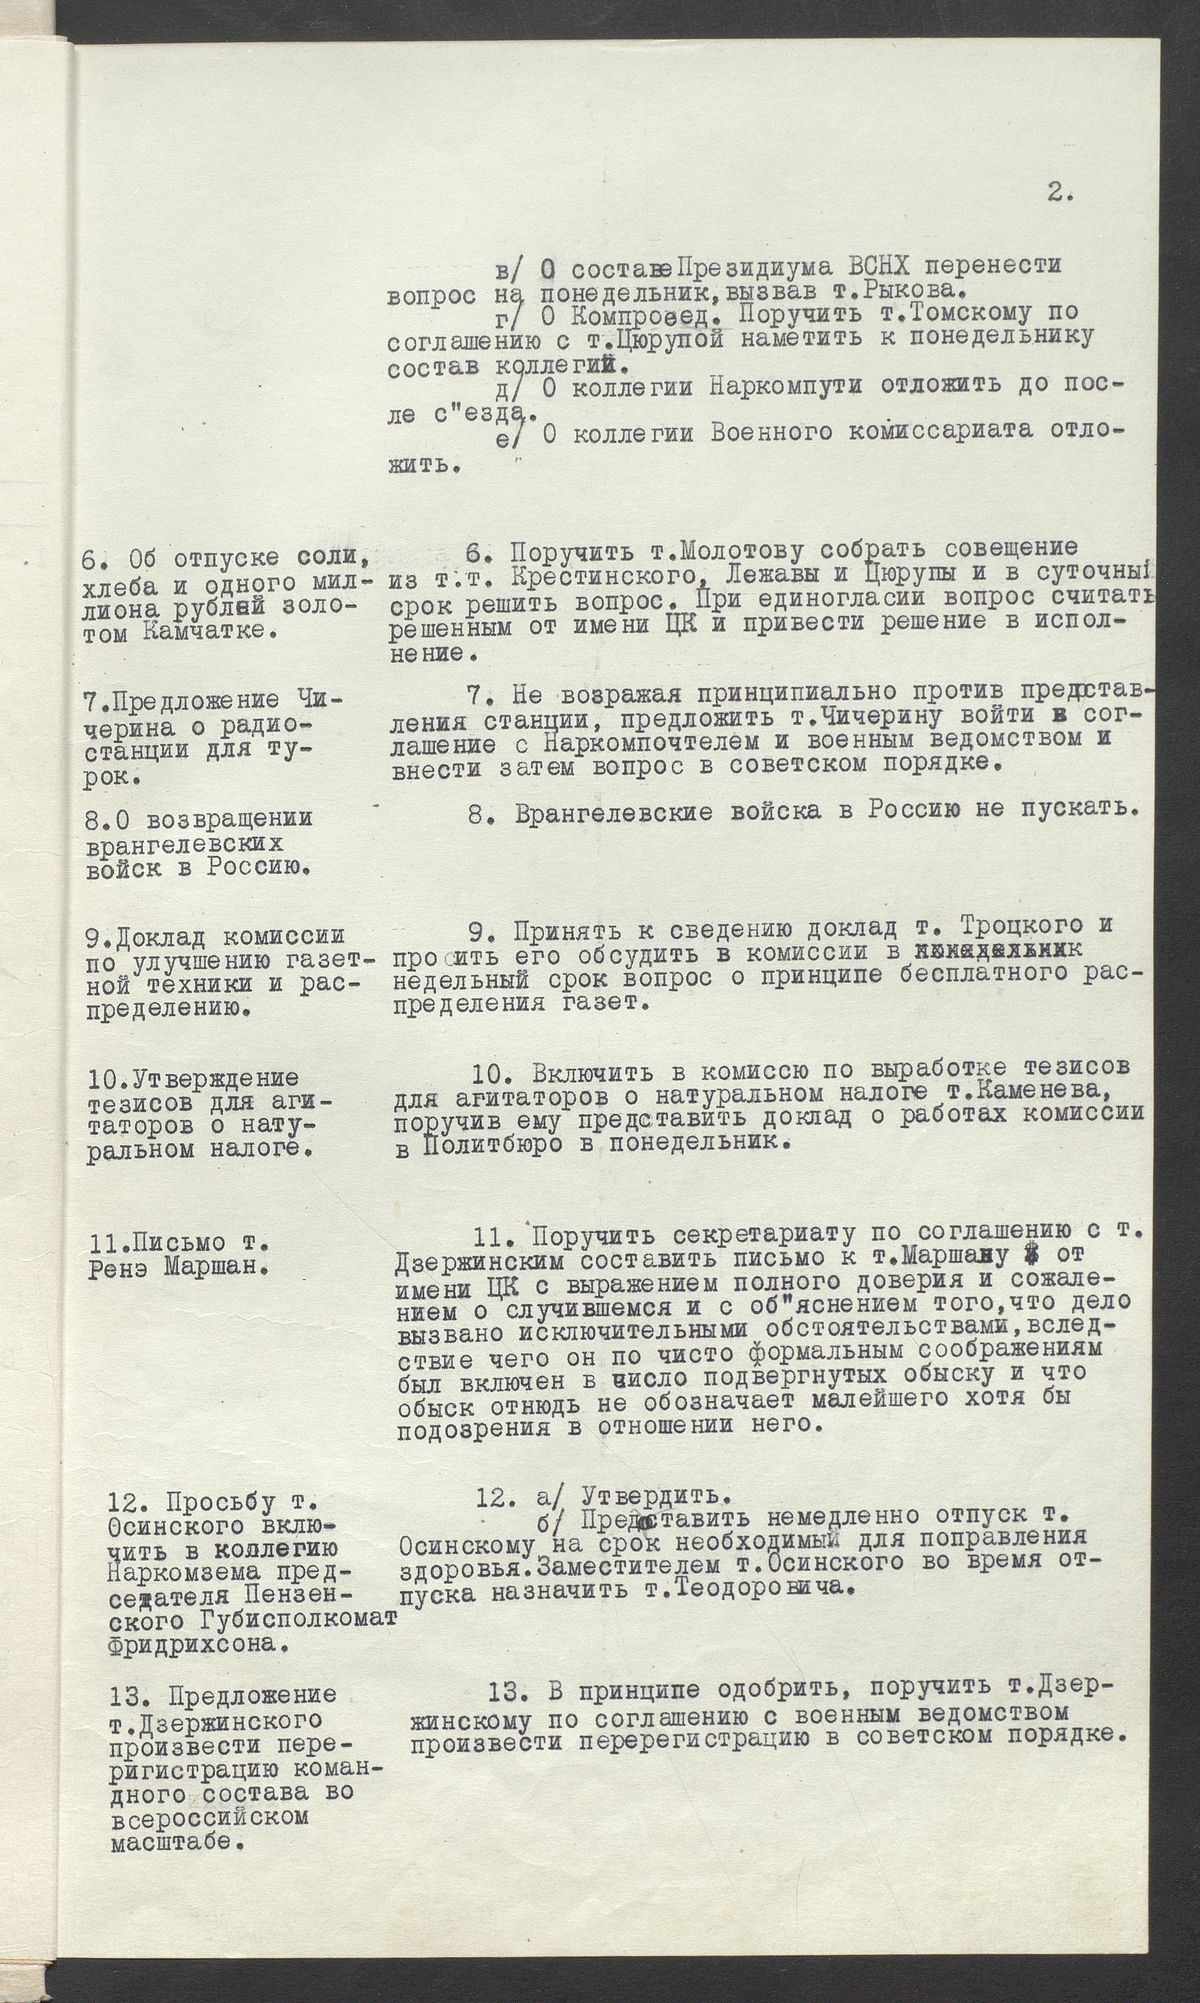 2.
в/ О составе Президиума ВСНХ перенести
вопрос на понедельник,вызвав т.Рыкова.
г/ О Компровед. Поручить т.Томскому по
соглашению с т.Цюрупой наметить к понедельнику
состав коллегий.
д/ О коллегии Наркомпути отложить до пос-
ле с"езда.
е/ О коллегии Военного комиссариата отло-
жить.
6. Об отпуске соли,
хлеба и одного мил-
лиона рублей золо-
том Камчатке.
6. Поручить т.Молотову собрать совещение
из т.т. Крестинского, Лежавы и Цюрупы и в суточный
срок решить вопрос. При единогласии вопрос считать
решенным от имени ЦК и привести решение в испол-
нение.
7.Предложение Чи-
черина о радио-
станции для ту-
рок.
7. Не возражая принципиально против представ-
ления станции, предложить т.Чичерину войти в сог-
лашение с Наркомпочтелем и военным ведомством и
внести затем вопрос в советском порядке.
8.О возвращении
врангелевских
войск в Россию.
8. Врангелевские войска в Россию не пускать.
9.Доклад комиссии
по улучшению газет-
ной техники и рас-
пределению.
9. Принять к сведению доклад т. Троцкого и
просить его обсудить в комиссии в понедельник
недельный срок вопрос о принципе бесплатного рас-
пределения газет.
10.Утверждение
тезисов для аги-
таторов о нату-
ральном налоге.
10. Включить в комиссю по выработке тезисов
для агитаторов о натуральном налоге т.Каменева,
поручив ему представить доклад о работах комиссии
в Политбюро в понедельник.
11.Письмо т.
Ренэ Маршан.
11. Поручить секретариату по соглашению с т.
Дзержинским составить письмо к т.Маршану от
имени ЦК с выражением полного доверия и сожале-
нием о случившемся и с об"яснением того,что дело
вызвано исключительными обстоятельствами,вслед-
ствие чего он по чисто формальным соображениям
был включен в число подвергнутых обыску и что
обыск отнюдь не обозначает малейшего хотя бы
подозрения в отношении него.
12. Просьбу т.
Осинского вклю-
чить в коллегию
Наркомзема пред-
седателя Пензен-
ского Губисполкомат
Фридрихсона.
12. а/ Утвердить.
б/ Предоставить немедленно отпуск т.
Осинскому на срок необходимый для поправления
здоровья.Заместителем т.Осинского во время от-
пуска назначить т.Теодоровича.
13. Предложение
т.Дзержинского
произвести пере-
ригистрацию коман-
дного состава во
всероссийском
масштабе.
13. В принципе одобрить, поручить т.Дзер-
жинскому по соглашению с военным ведомством
произвести перерегистрацию в советском порядке.